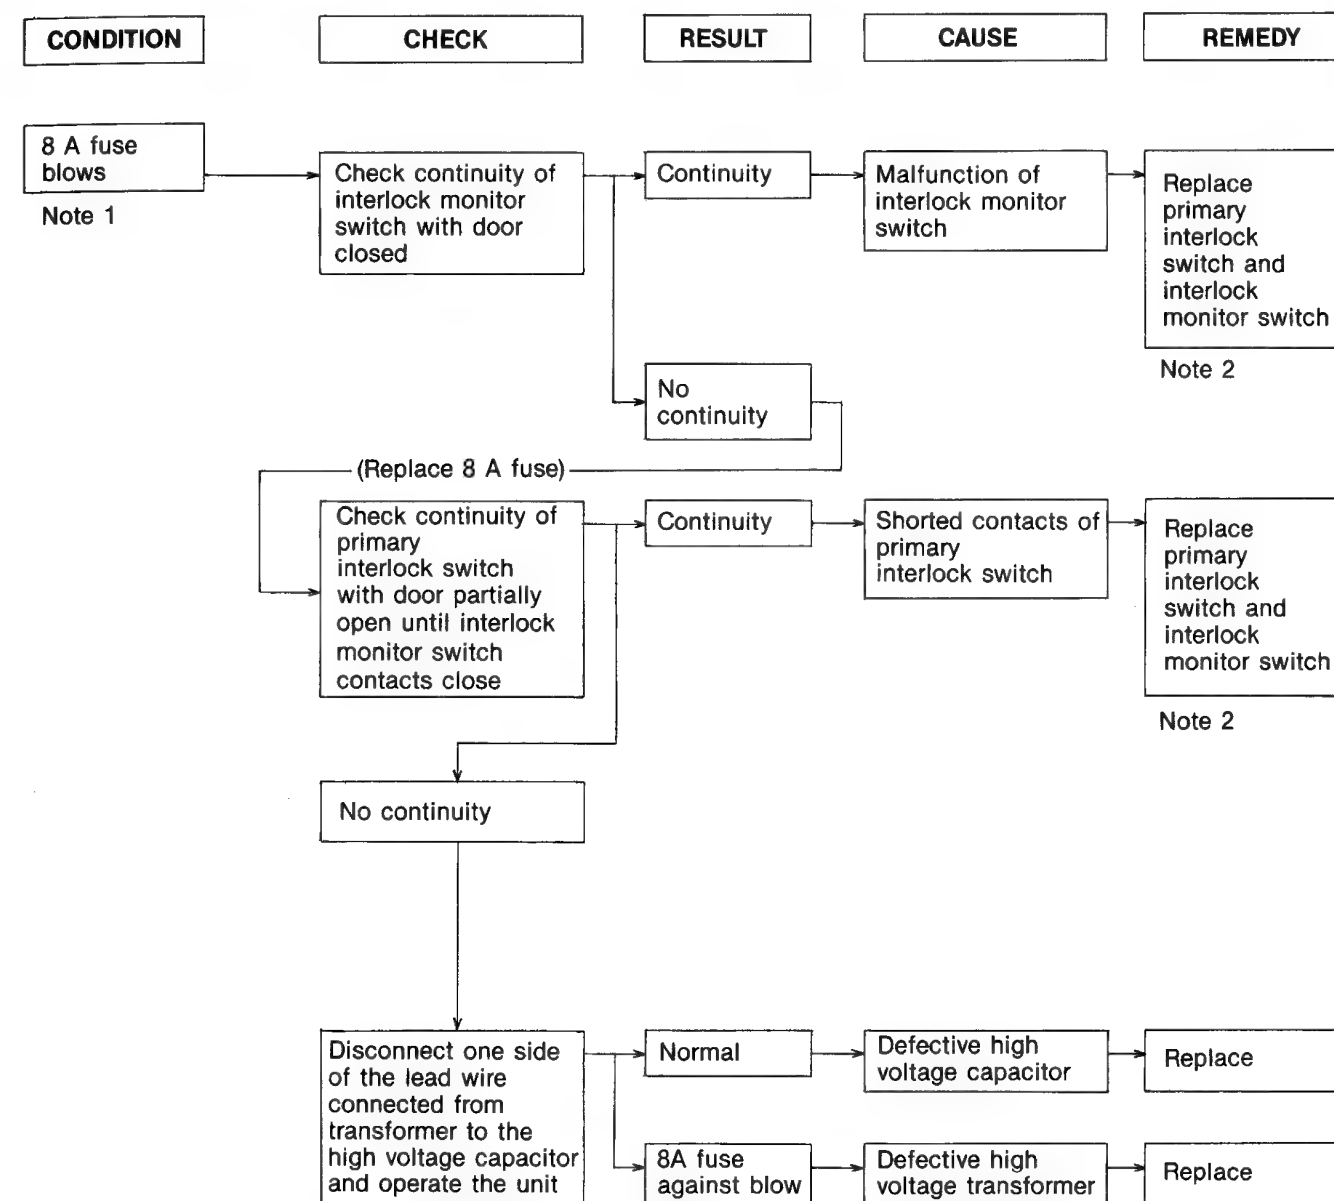 CONDITION
CHECK
RESULT
CAUSE
REMEDY
8 A fuse
blows
Note 1
Check continuity of
interlock monitor
switch with door
closed
Continuity
Malfunction of
interlock monitor
switch
Replace
primary
interlock
switch and
interlock
monitor switch
Note 2
No
continuity
(Replace 8 A fuse)
Check continuity of
primary
interlock switch
with door partially
open until interlock
monitor switch
contacts close
Continuity
Shorted contacts of
primary
interlock switch
Replace
primary
interlock
switch and
interlock
monitor switch
Note 2
No continuity
Disconnect one side
of the lead wire
connected from
transformer to the
high voltage capacitor
and operate the unit
Normal
Defective high
voltage capacitor
Replace
8A fuse
against blow
Defective high
voltage transformer
Replace